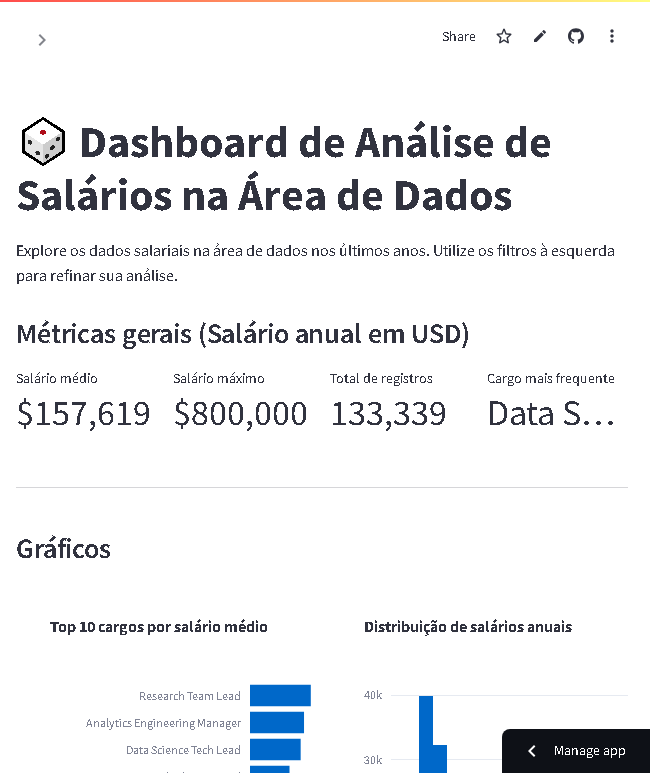 Share
Dashboard de Análise de
Salários na Área de Dados
Explore os dados salariais na área de dados nos últimos anos. Utilize os filtros à esquerda
para refinar sua análise.
Métricas gerais (Salário anual em USD)
Salário médio
$157,619
Salário máximo
$800,000
Total de registros
133,339
Cargo mais frequente
Data S...
Gráficos
Top 10 cargos por salário médio
Research Team Lead
Analytics Engineering Manager
Data Science Tech Lead
Distribuição de salários anuais
40k
30k
Manage app